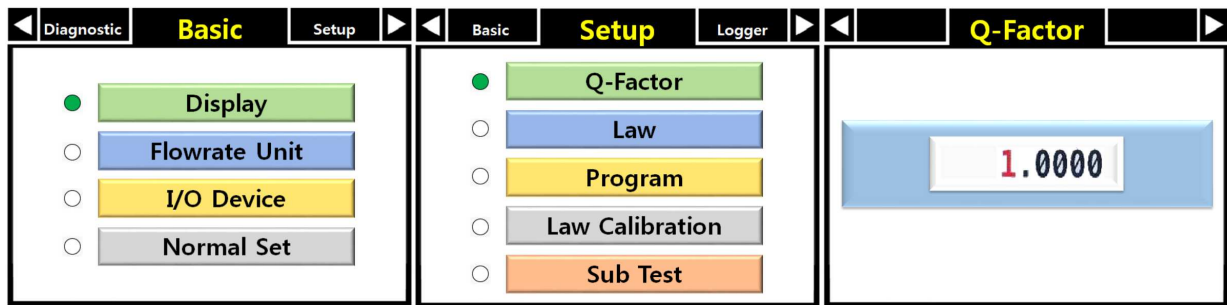 Diagnostic Basic Setup
Display
Flowrate Unit
I/O Device
Normal Set
Basic Setup Logger
Q-Factor
Law
Program
Law Calibration
Sub Test
Q-Factor
1.0000